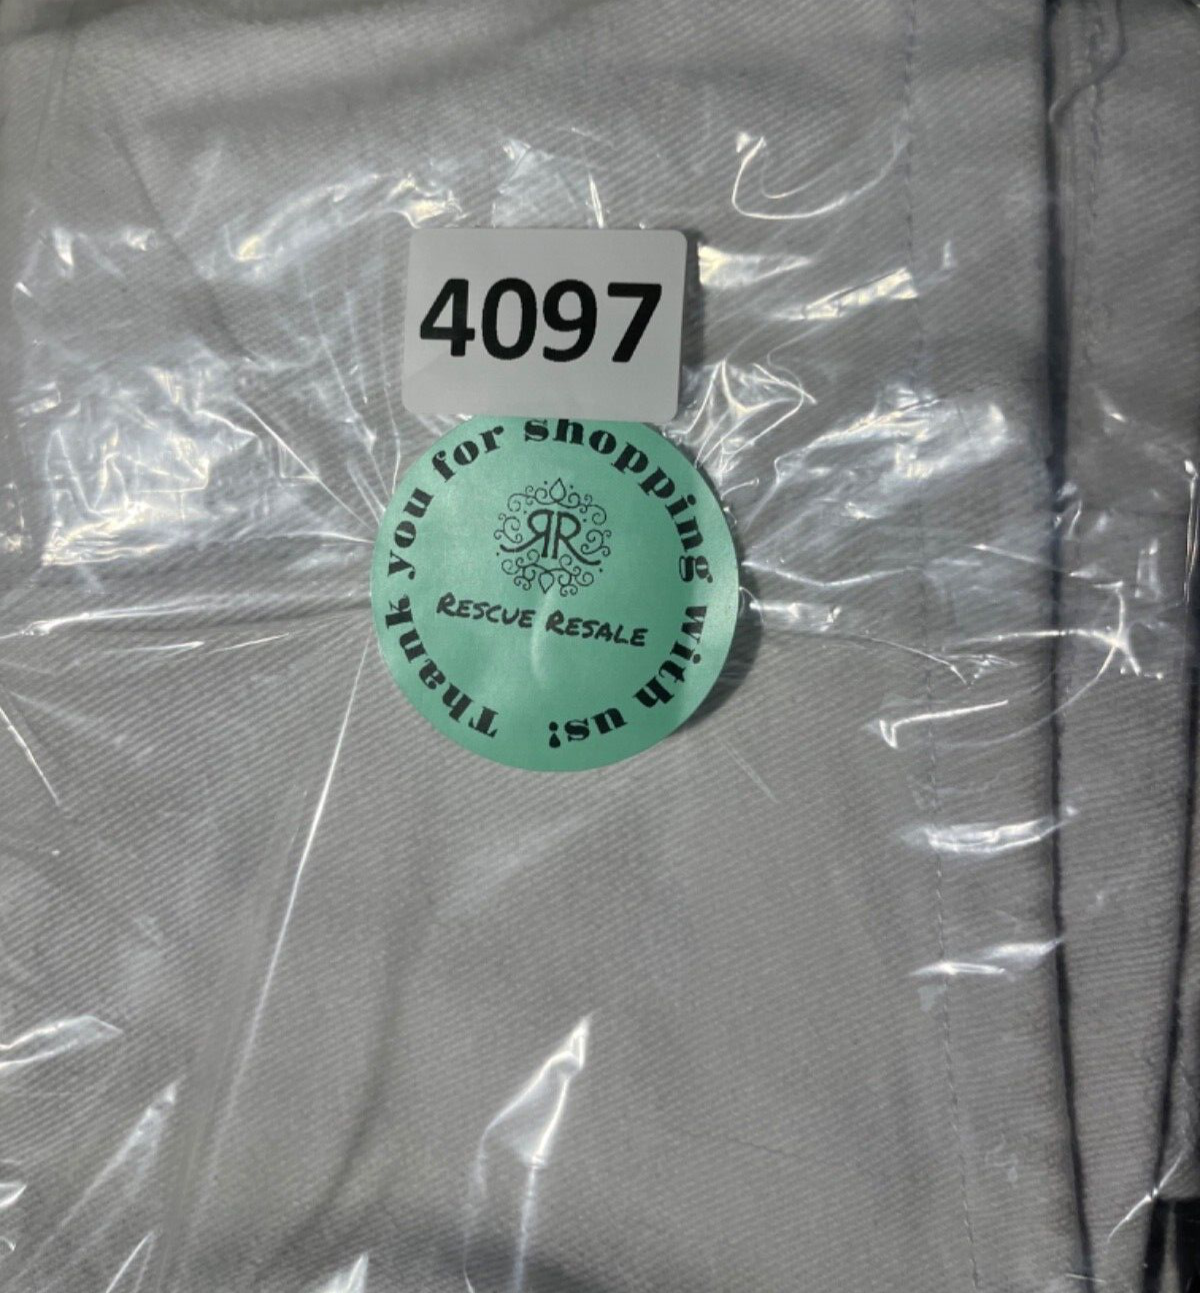 4097
Thank you for shopping with us!
RR
RESCUE RESALE